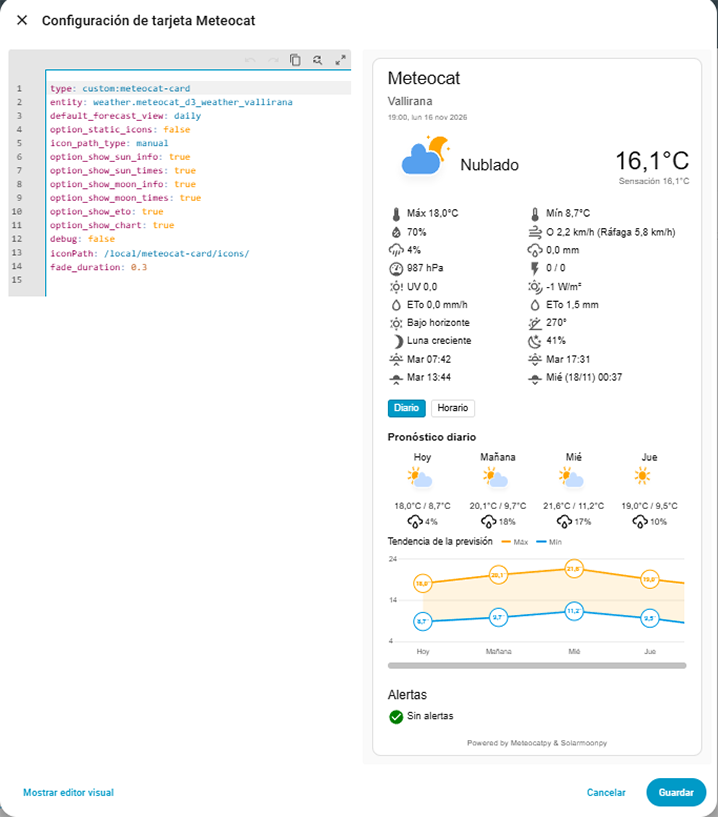 Configuración de tarjeta Meteocat
1 type: custom:meteocat-card
2 entity: weather.meteocat_d3_weather_vallirana
3 default_forecast_view: daily
4 option_static_icons: false
5 icon_path_type: manual
6 option_show_sun_info: true
7 option_show_sun_times: true
8 option_show_moon_info: true
9 option_show_moon_times: true
10 option_show_eto: true
11 option_show_chart: true
12 debug: false
13 iconPath: /local/meteocat-card/icons/
14 fade_duration: 0.3
15
Meteocat
Vallirana
19:00, lun 16 nov 2026
Nublado
16,1°C
Sensación 16,1°C
Máx 18,0°C Mín 8,7°C
70% O 2,2 km/h (Ráfaga 5,8 km/h)
4% 0,0 mm
987 hPa 0 / 0
UV 0,0 -1 W/m²
ETo 0,0 mm/h ETo 1,5 mm
Bajo horizonte 270°
Luna creciente 41%
Mar 07:42 Mar 17:31
Mar 13:44 Mié (18/11) 00:37
Diario Horario
Pronóstico diario
Hoy Mañana Mié Jue
18,0°C / 8,7°C 20,1°C / 9,7°C 21,6°C / 11,2°C 19,0°C / 9,5°C
4% 18% 17% 10%
Tendencia de la previsión Máx Mín
24
18,0° 20,1° 21,6° 19,0°
14
8,7° 9,7° 11,2° 9,5°
4
Hoy Mañana Mié Jue
Alertas
Sin alertas
Powered by Meteocatpy & Solarmoonpy
Mostrar editor visual Cancelar Guardar